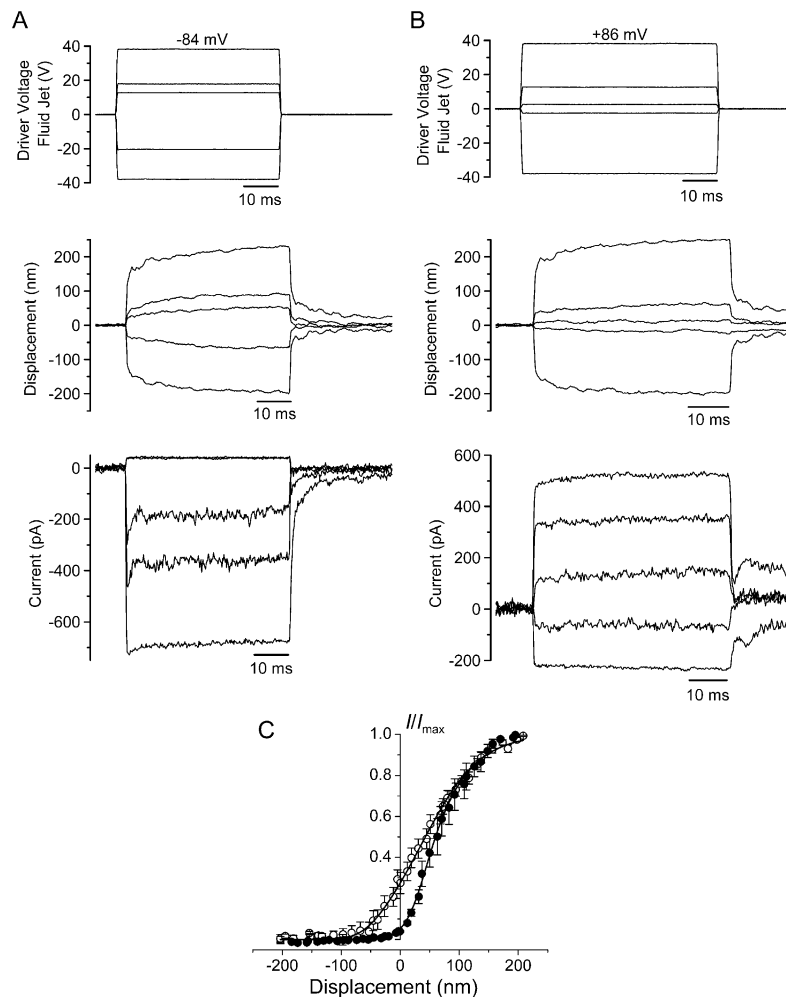 A
-84 mV
Driver Voltage
Fluid Jet (V)
40
20
0
-20
-40
10 ms
B
+86 mV
Driver Voltage
Fluid Jet (V)
40
20
0
-20
-40
10 ms
Displacement (nm)
200
100
0
-100
-200
10 ms
Displacement (nm)
200
100
0
-100
-200
10 ms
Current (pA)
0
-200
-400
-600
10 ms
Current (pA)
600
400
200
0
-200
10 ms
C
I/Imax
1.0
0.8
0.6
0.4
-200
-100
0
100
200
Displacement (nm)